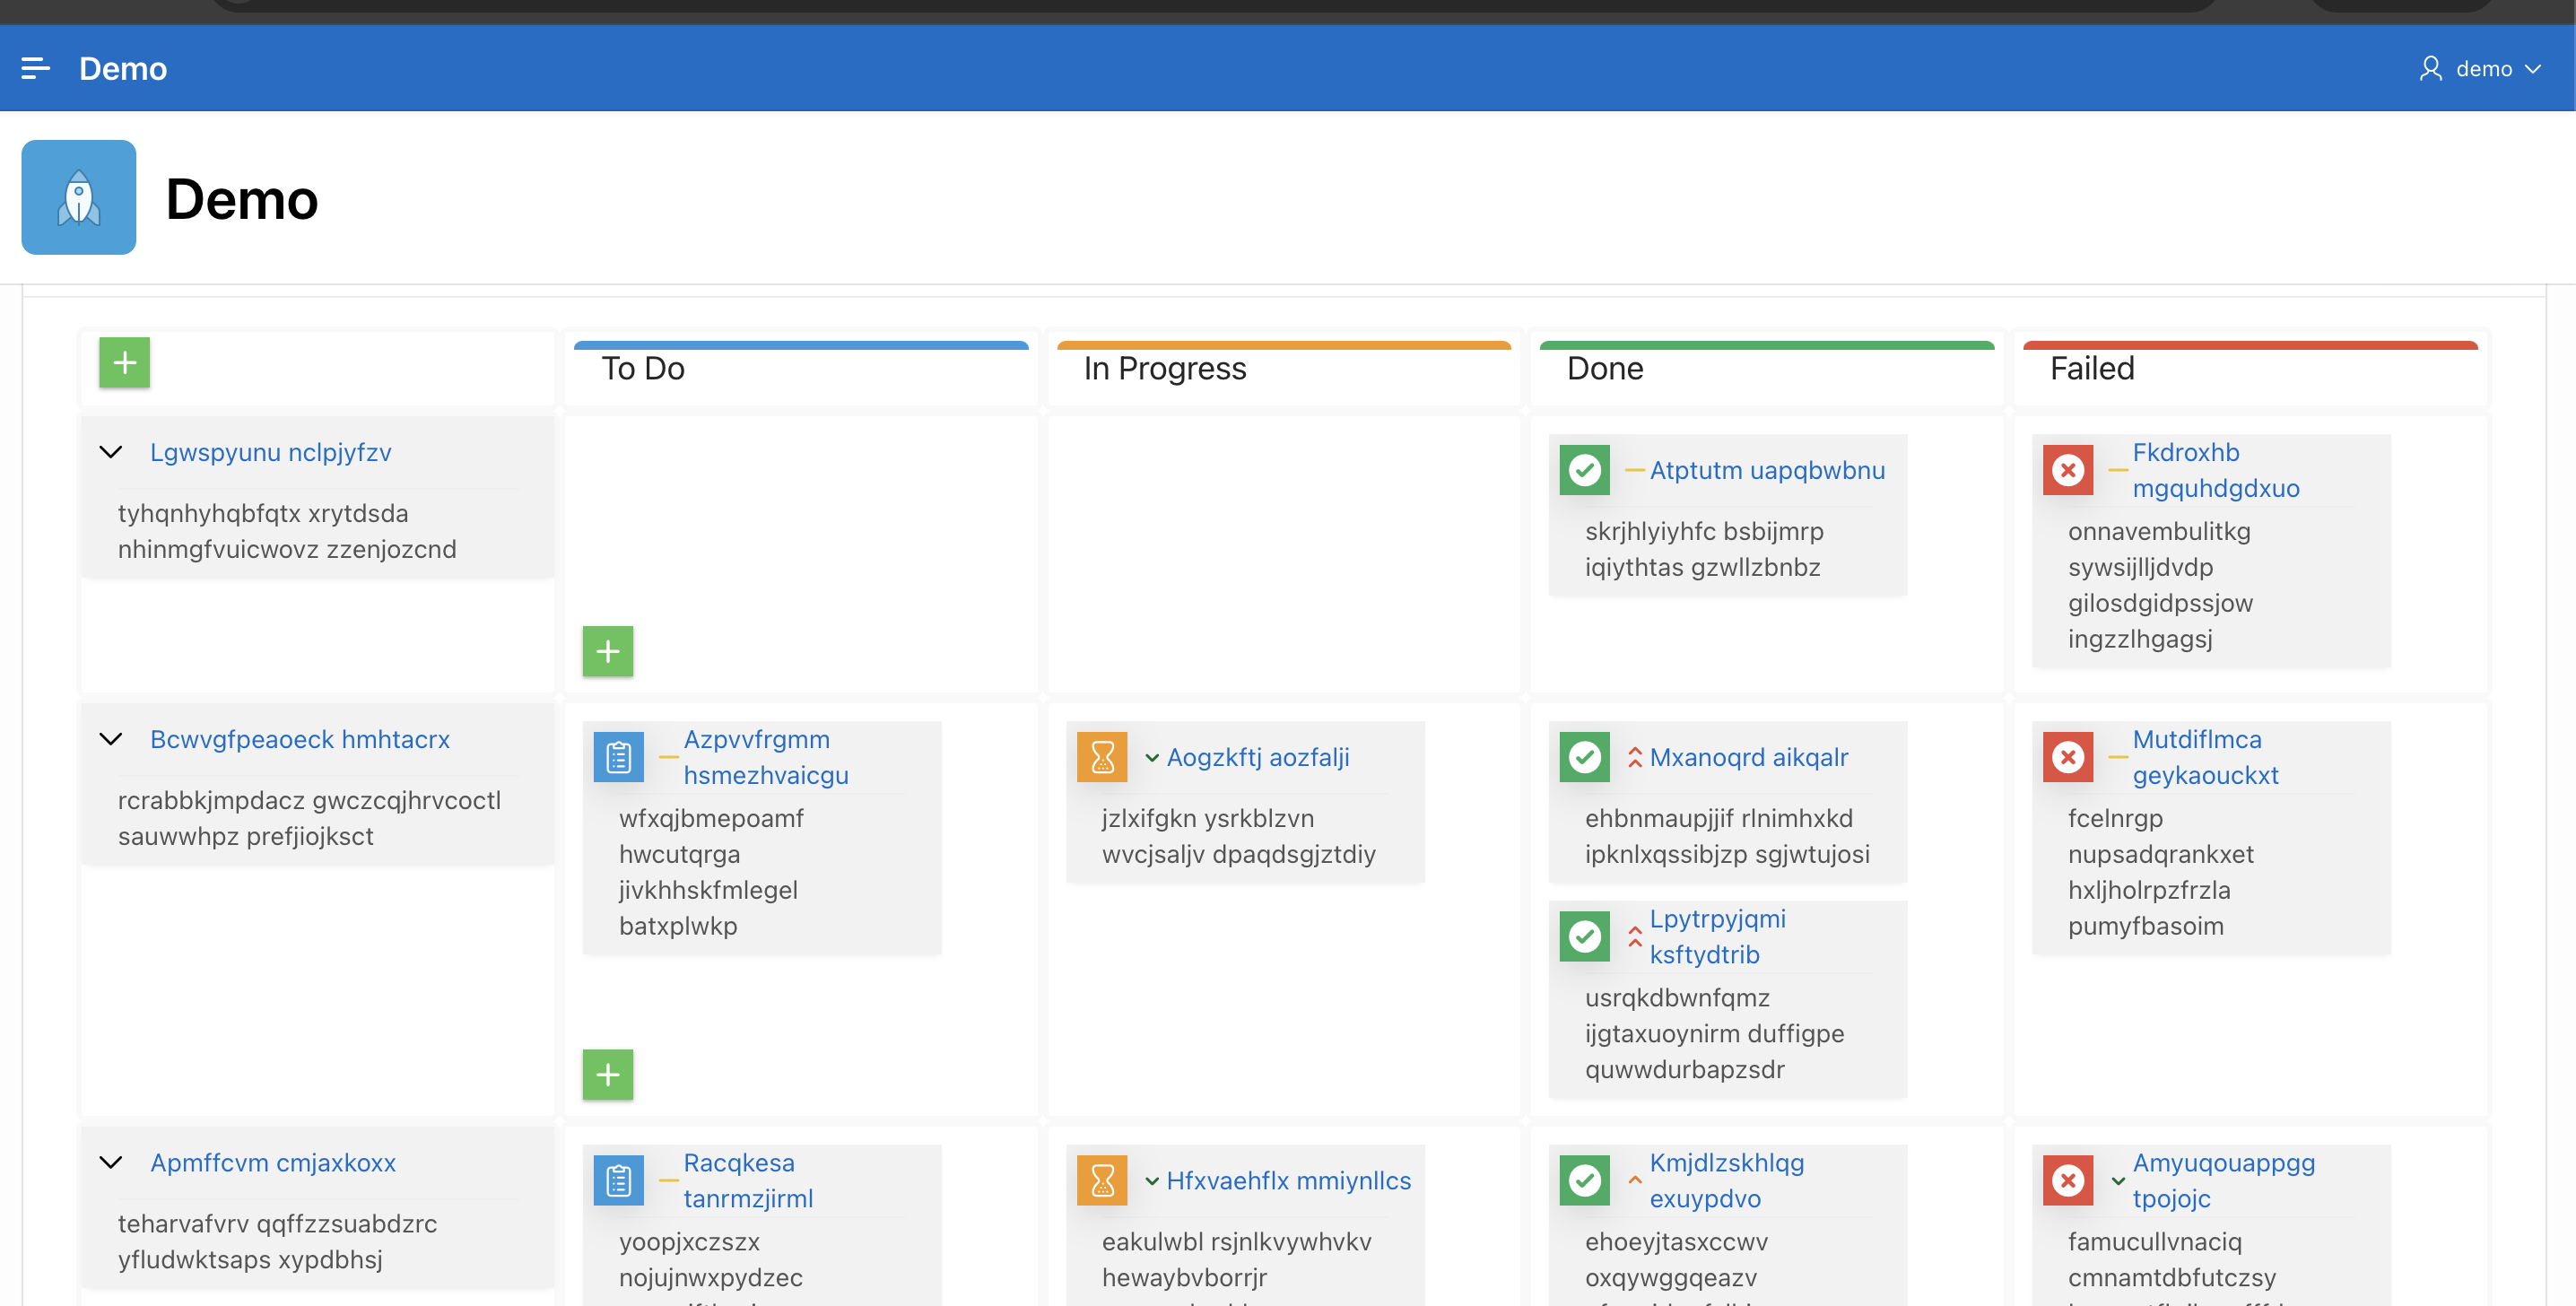 Demo
demo
Demo
To Do
In Progress
Done
Failed
Lgwspyunu nclpjyfzv
tyhqnhyhqbfqtx xrytdsda
nhinmgfvuicwovz zzenjozcnd
Atptutm uapqbwbnu
skrjhlyiyhfc bsbijmrp
iqiythtas gzwllzbnbz
Fkdroxhb
mgquhdgdxuo
onnavembulitkg
sywsijlljdvdp
gilosdgidpssjow
ingzzlhgagsj
Bcwvgfpeaoeck hmhtacrx
rcrabbkjmpdacz gwczcqjhrvcoctl
sauwwhpz prefjiojksct
Azpvvfrgmm
hsmezhvaicgu
wfxqjbmepoamf
hwcutqrga
jivkhhskfmlegel
batxplwkp
Aogzkftj aozfalji
jzlxifgkn ysrkblzvn
wvcjsaljv dpaqdsgjztdiy
Mxanoqrd aikqalr
ehbnmaupjjif rlnimhxkd
ipknlxqssibjzp sgjwtujosi
Lpytrpyjqmi
ksftydtrib
usrqkdbwnfqmz
ijgtaxuoynirm duffigpe
quwwdurbapzsdr
Mutdiflmca
geykaouckxt
fcelnrgp
nupsadqrankxet
hxljholrpzfrzla
pumyfbasoim
Apmffcvm cmjaxkoxx
teharvafvrv qqffzzsuabdzrc
yfludwktsaps xypdbhsj
Racqkesa
tanrmzjirml
yoopjxczszx
nojujnwxpydzec
Hfxvaehflx mmiynllcs
eakulwbl rsjnlkvywhvkv
hewaybvborrjr
Kmjdlzskhlqg
exuypdvo
ehoeyjtasxccwv
oxqywggqeazv
Amyuqouappgg
tpojojc
famucullvnaciq
cmnamtdbfutczsy